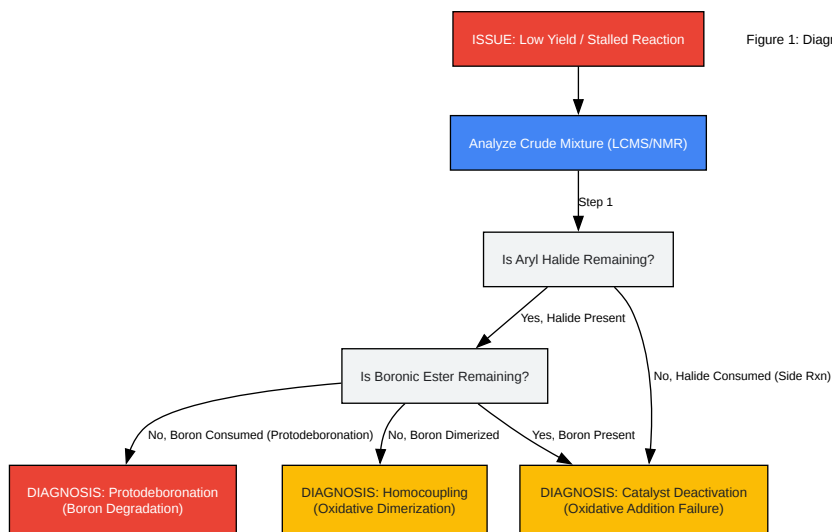 ISSUE: Low Yield / Stalled Reaction
Figure 1:
Analyze Crude Mixture (LCMS/NMR)
Step 1
Is Aryl Halide Remaining?
Yes, Halide Present
Is Boronic Ester Remaining?
No, Halide Consumed (Side Rxn)
No, Boron Consumed (Protodeboronation)
No, Boron Dimerized
Yes, Boron Present
DIAGNOSIS: Protodeboronation
(Boron Degradation)
DIAGNOSIS: Homocoupling
(Oxidative Dimerization)
DIAGNOSIS: Catalyst Deactivation
(Oxidative Addition Failure)